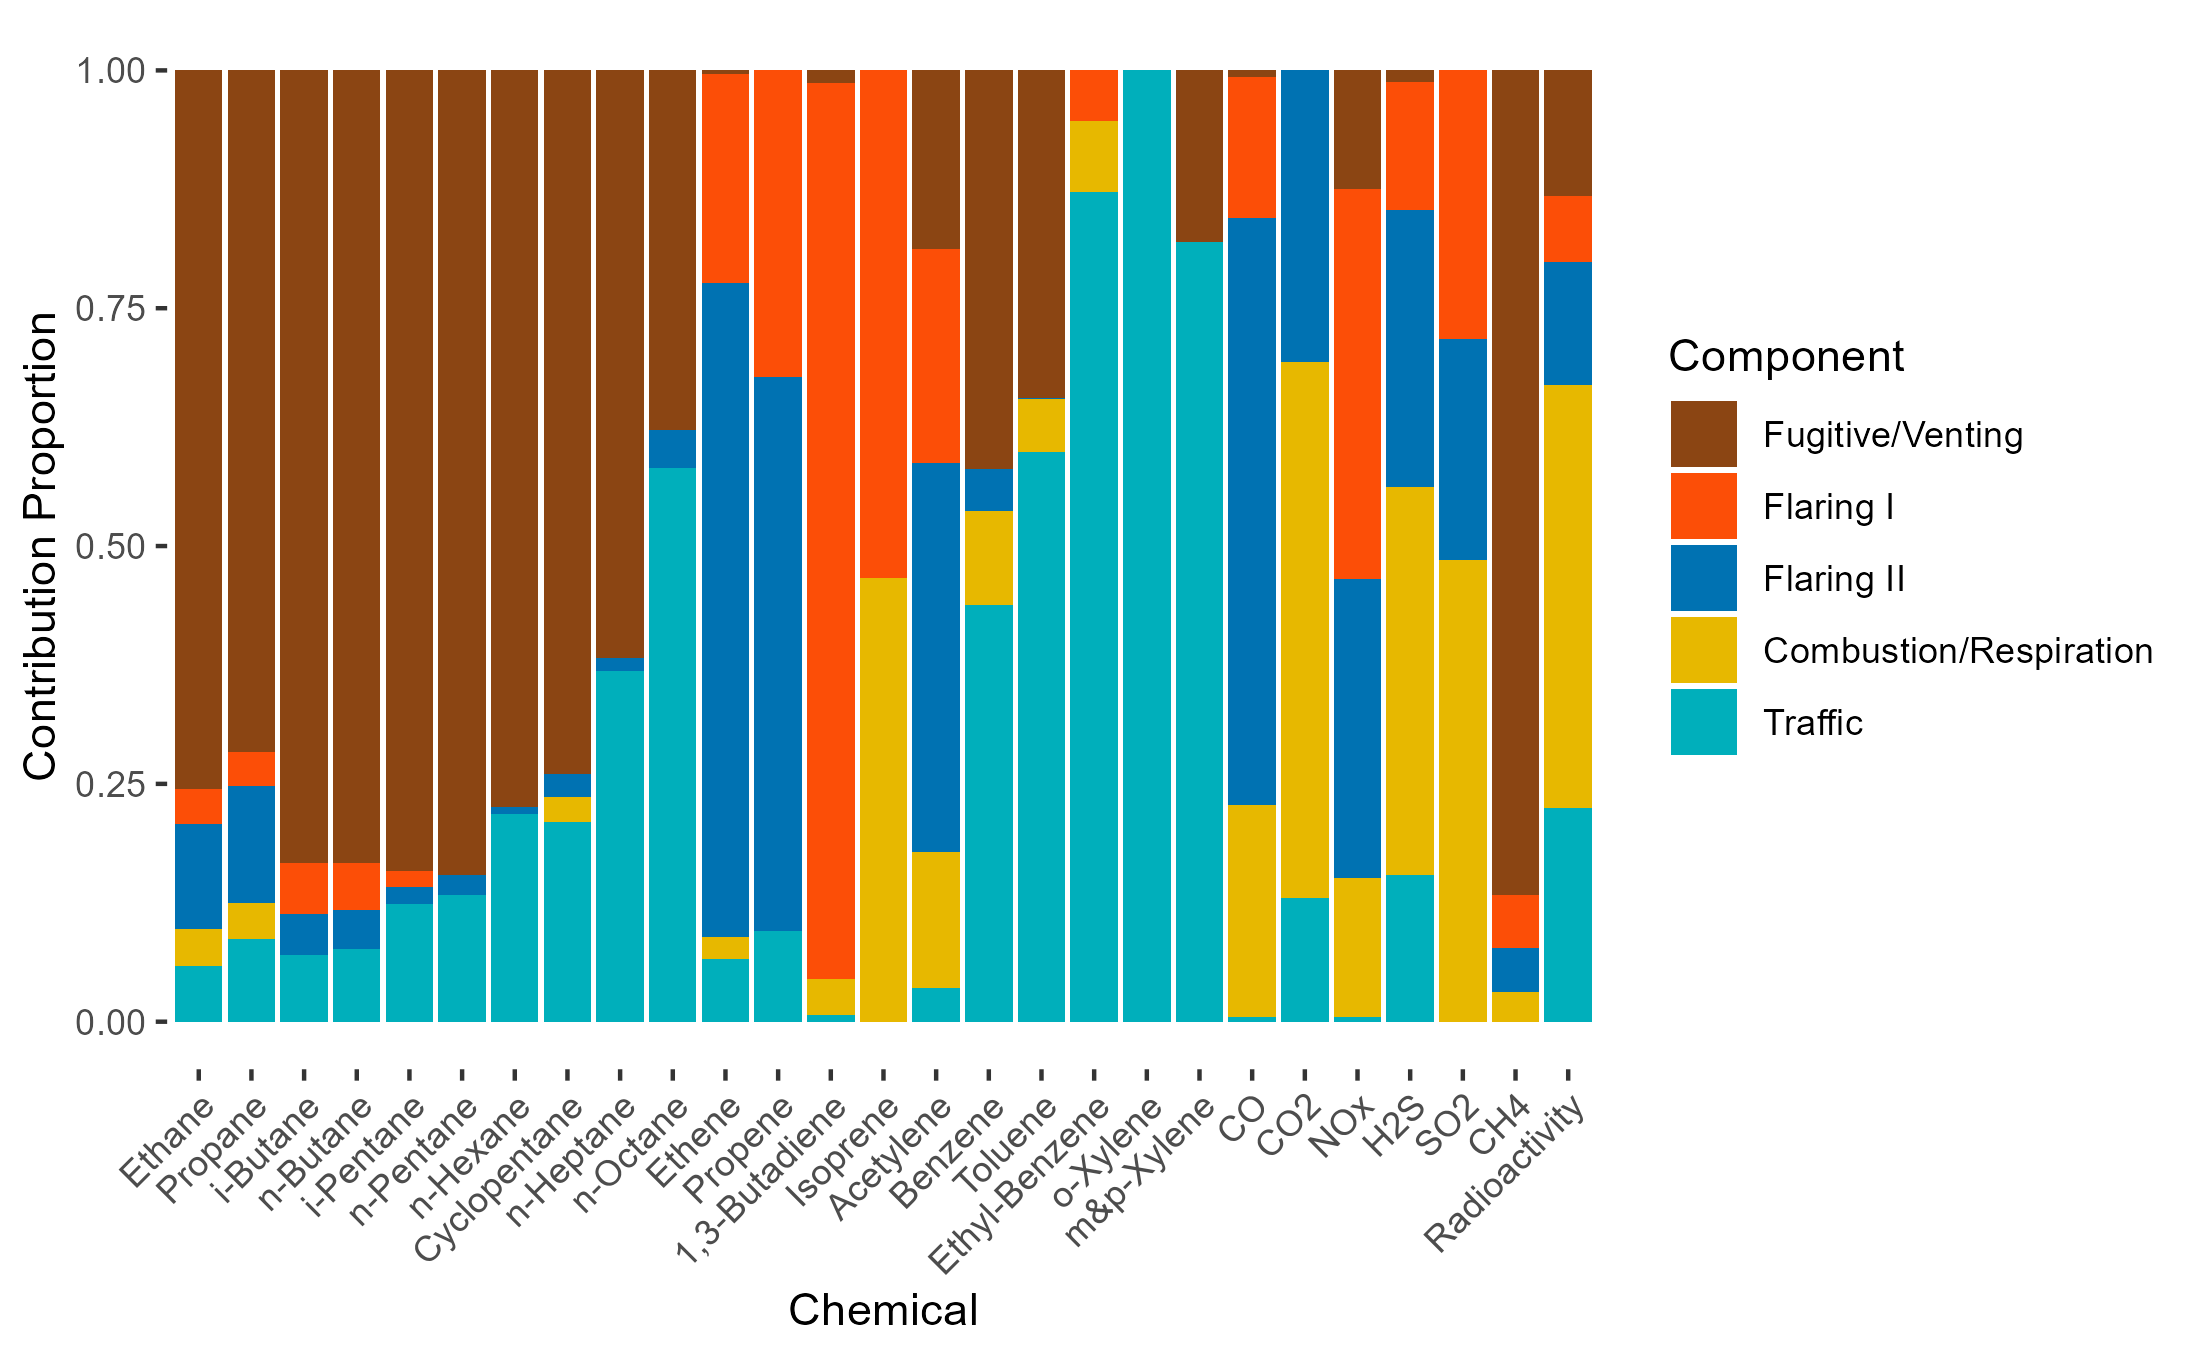 Contribution Proportion
1.00
0.75
0.50
0.25
0.00
Ethane
Propane
i-Butane
n-Butane
i-Pentane
n-Pentane
n-Hexane
Cyclopentane
n-Heptane
n-Octane
Ethene
Propene
1,3-Butadiene
Isoprene
Acetylene
Benzene
Toluene
Ethyl-Benzene
o-Xylene
m&p-Xylene
CO
CO2
NOx
H2S
SO2
CH4
Radioactivity
Chemical
Component
Fugitive/Venting
Flaring I
Flaring II
Combustion/Respiration
Traffic